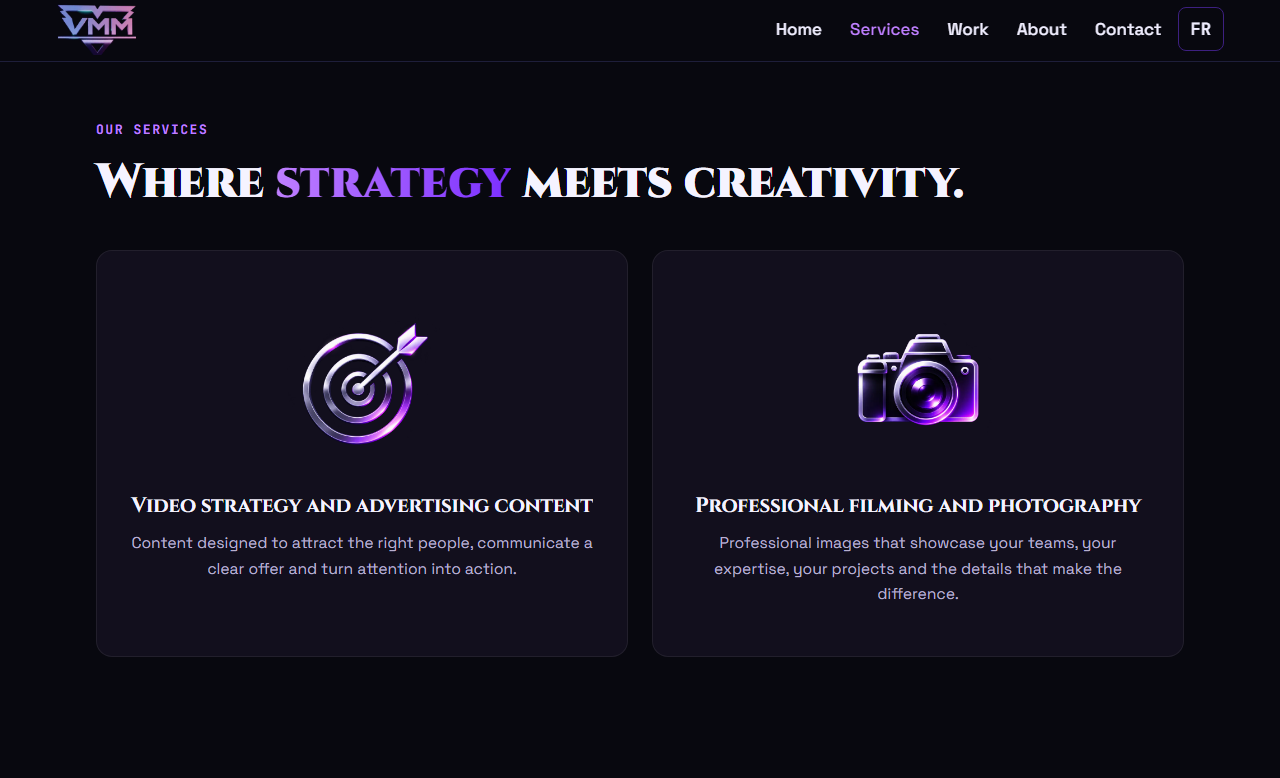 VMM
Home Services Work About Contact FR
OUR SERVICES
Where strategy meets creativity.
Video strategy and advertising content
Content designed to attract the right people, communicate a
clear offer and turn attention into action.
Professional filming and photography
Professional images that showcase your teams, your
expertise, your projects and the details that make the
difference.